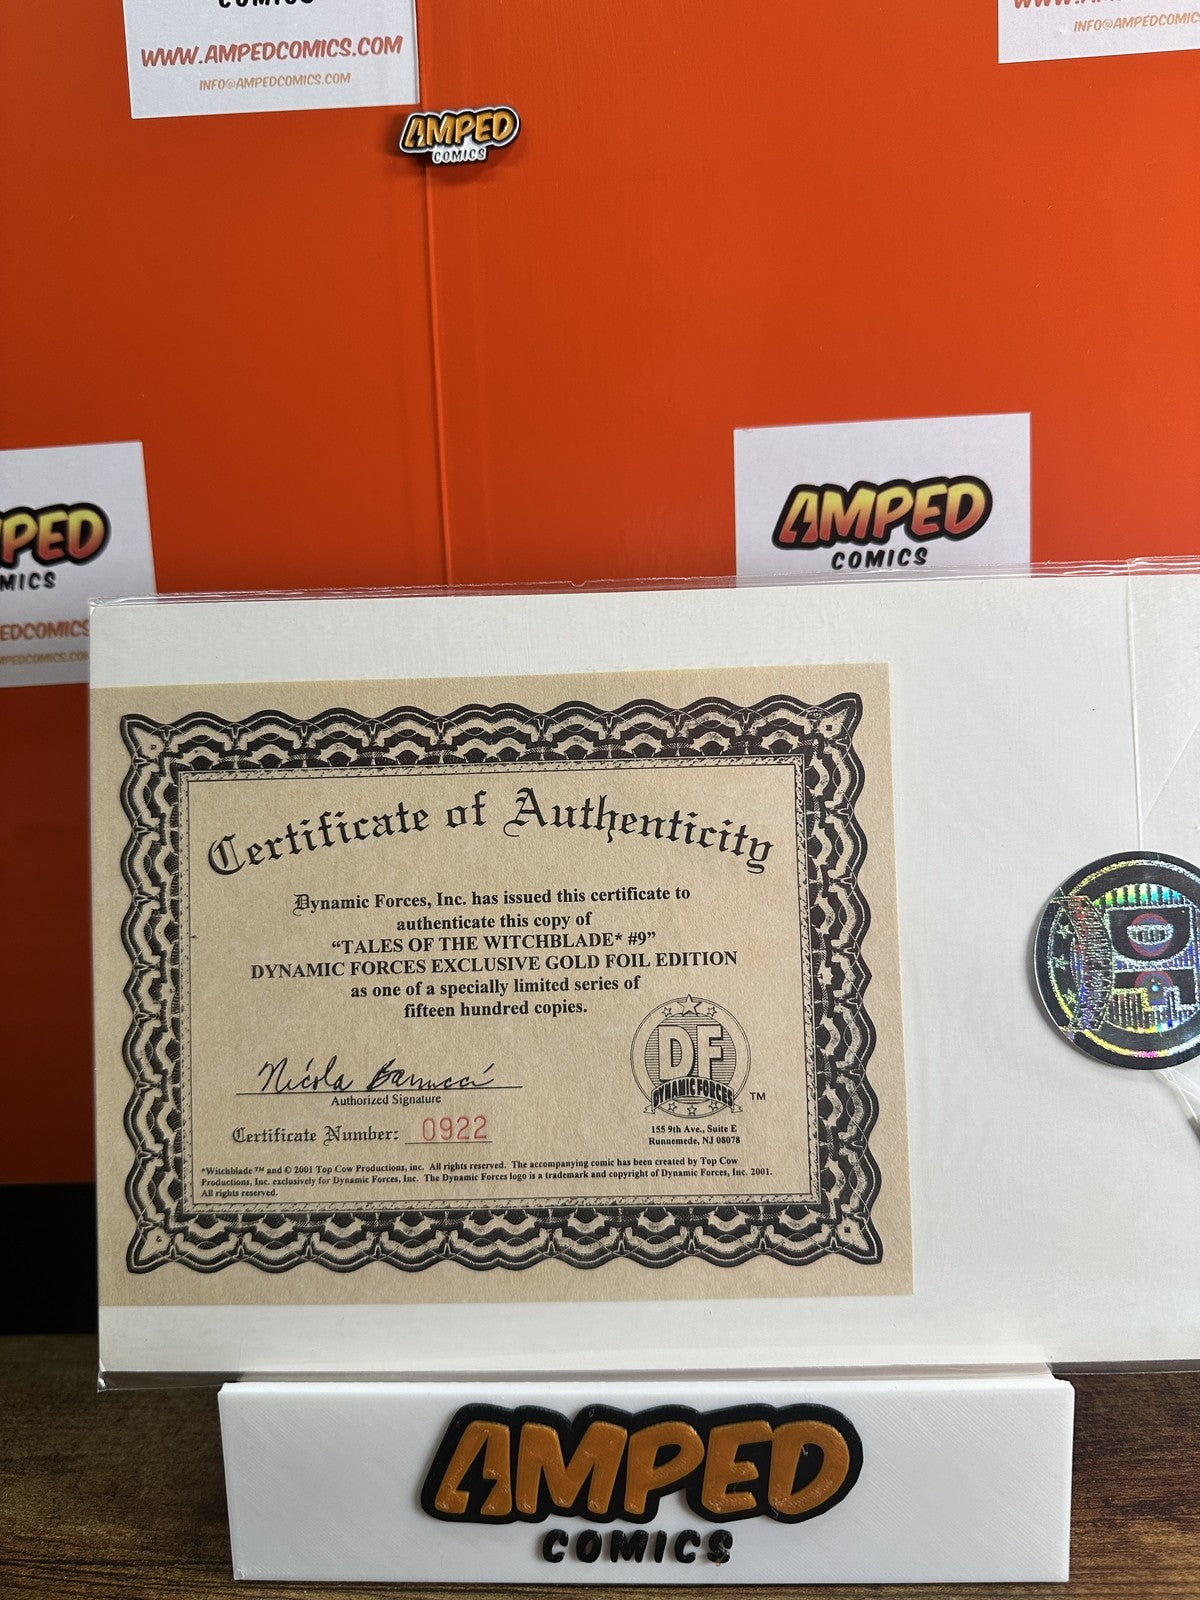 COMICS
WWW.AMPEDCOMICS.COM
INFO@AMPEDCOMICS.COM
AMPED
COMICS
AMPED
COMICS
Certificate of Authenticity
Dynamic Forces, Inc. has issued this certificate to
authenticate this copy of
“TALES OF THE WITCHBLADE* #9”
DYNAMIC FORCES EXCLUSIVE GOLD FOIL EDITION
as one of a specially limited series of
fifteen hundred copies.
Nicola Barrucci
Authorized Signature
Certificate Number: 0922
DF
DYNAMIC FORCES
TM
155 9th Ave., Suite E
Runnemede, NJ 08078
*Witchblade ™ and © 2001 Top Cow Productions, inc. All rights reserved. The accompanying comic has been created by Top Cow
Productions, Inc. exclusively for Dynamic Forces, Inc. The Dynamic Forces logo is a trademark and copyright of Dynamic Forces, Inc. 2001.
All rights reserved.
DF
AMPED
COMICS